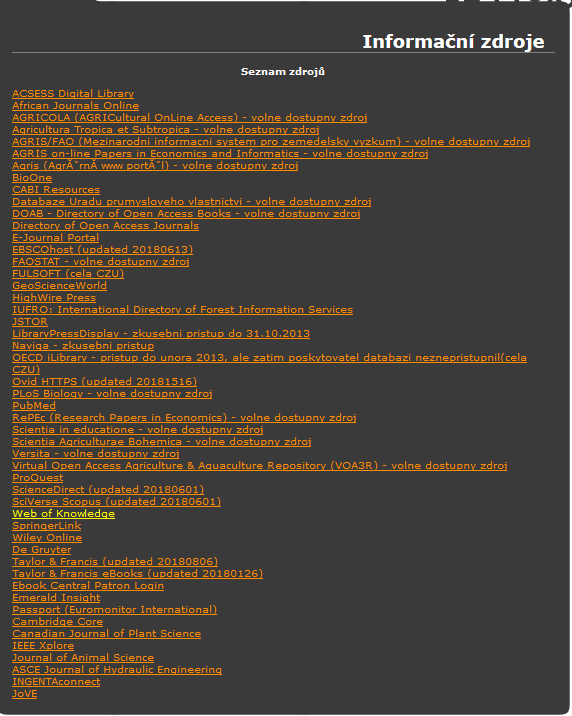 Informační zdroje
Seznam zdrojů
ACSESS Digital Library
African Journals Online
AGRICOLA (AGRICultural OnLine Access) - volne dostupny zdroj
Agricultura Tropica et Subtropica - volne dostupny zdroj
AGRIS/FAO (Mezinarodni informacni system pro zemedelsky vyzkum) - volne dostupny zdroj
AGRIS on-line Papers in Economics and Informatics - volne dostupny zdroj
Agris (AgrĂˇrnĂ­ www portĂˇl) - volne dostupny zdroj
BioOne
CABI Resources
Databaze Uradu prumysloveho vlastnictvi - volne dostupny zdroj
DOAB - Directory of Open Access Books - volne dostupny zdroj
Directory of Open Access Journals
E-Journal Portal
EBSCOhost (updated 20180613)
FAOSTAT - volne dostupny zdroj
FULSOFT (cela CZU)
GeoScienceWorld
HighWire Press
IUFRO: International Directory of Forest Information Services
JSTOR
LibraryPressDisplay - zkusebni pristup do 31.10.2013
Naviga - zkusebni pristup
OECD iLibrary - pristup do unora 2013, ale zatim poskytovatel databazi neznepristupnil(cela
CZU)
Ovid HTTPS (updated 20181516)
PLoS Biology - volne dostupny zdroj
PubMed
RePEc (Research Papers in Economics) - volne dostupny zdroj
Scientia in educatione - volne dostupny zdroj
Scientia Agriculturae Bohemica - volne dostupny zdroj
Versita - volne dostupny zdroj
Virtual Open Access Agriculture & Aquaculture Repository (VOA3R) - volne dostupny zdroj
ProQuest
ScienceDirect (updated 20180601)
SciVerse Scopus (updated 20180601)
Web of Knowledge
SpringerLink
Wiley Online
De Gruyter
Taylor & Francis (updated 20180806)
Taylor & Francis eBooks (updated 20180126)
Ebook Central Patron Login
Emerald Insight
Passport (Euromonitor International)
Cambridge Core
Canadian Journal of Plant Science
IEEE Xplore
Journal of Animal Science
ASCE Journal of Hydraulic Engineering
INGENTAconnect
JoVE